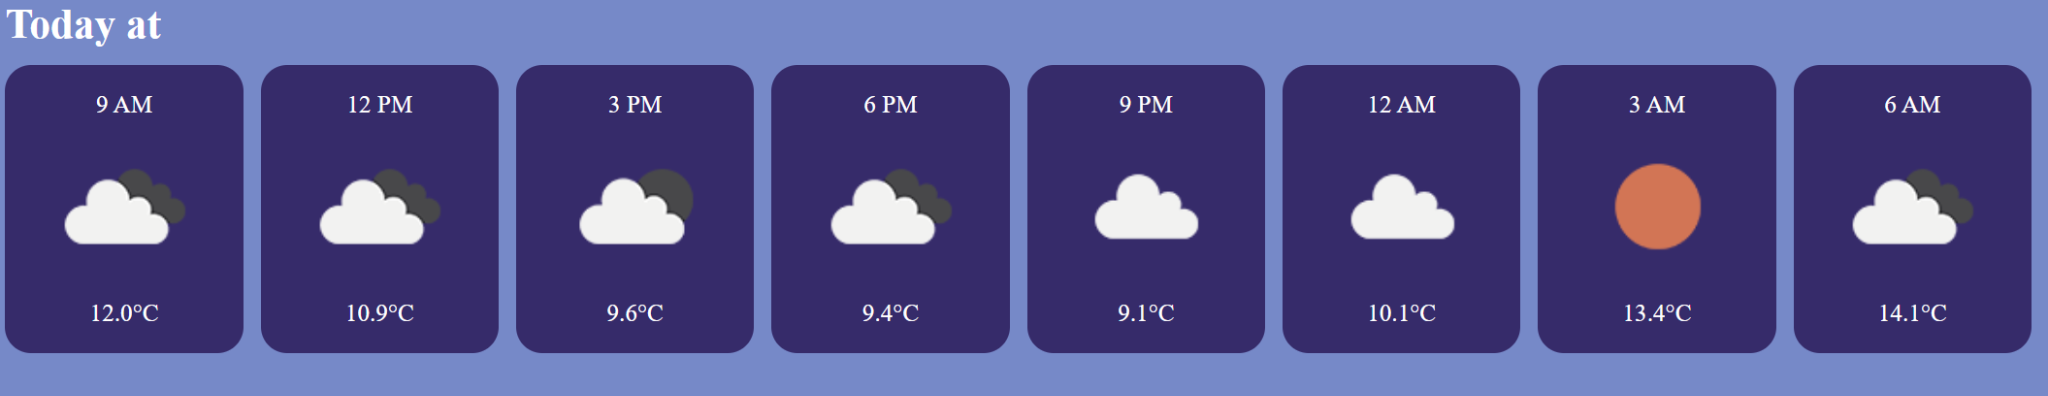 Today at
9 AM
12 PM
3 PM
6 PM
9 PM
12 AM
3 AM
6 AM
12.0°C
10.9°C
9.6°C
9.4°C
9.1°C
10.1°C
13.4°C
14.1°C